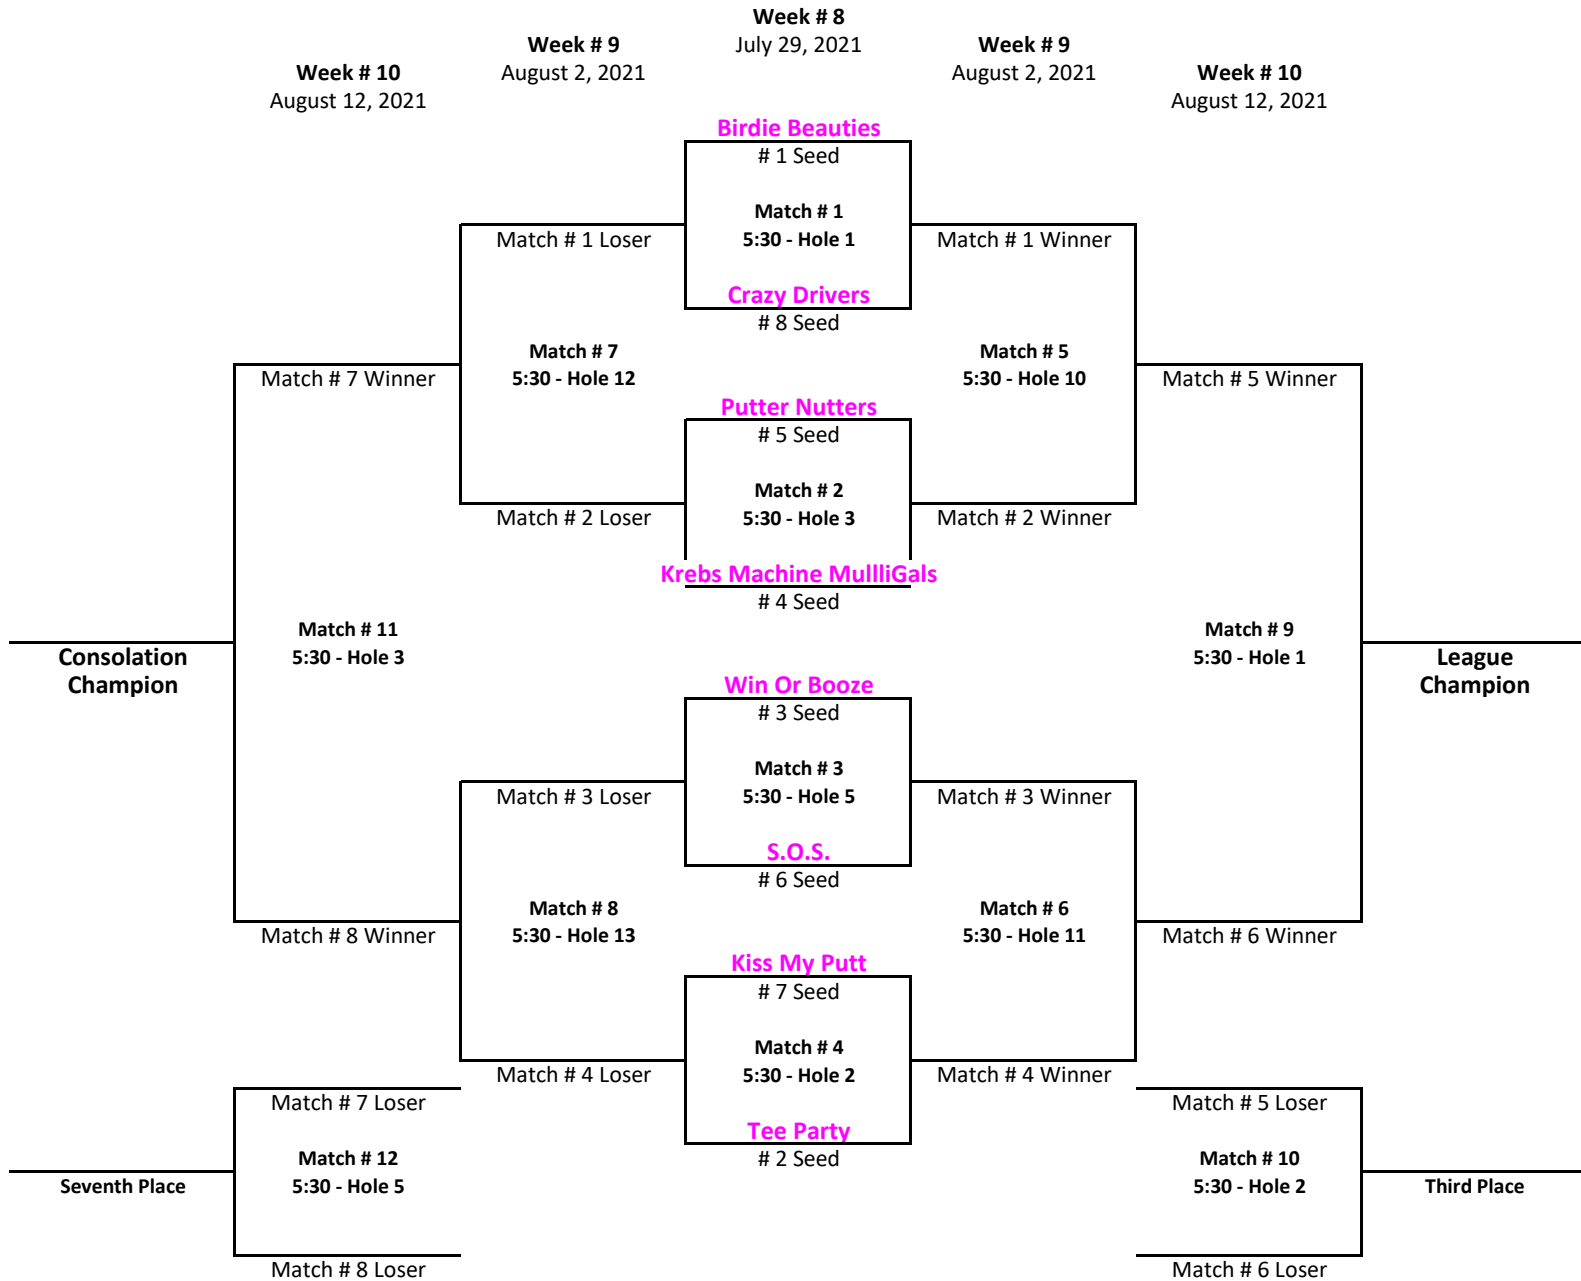 Week # 8
July 29, 2021
Week # 9
August 2, 2021
Week # 9
August 2, 2021
Week # 10
August 12, 2021
Week # 10
August 12, 2021
Birdie Beauties
# 1 Seed
Match # 1
5:30 - Hole 1
Match # 1 Loser
Match # 1 Winner
Crazy Drivers
# 8 Seed
Match # 7
5:30 - Hole 12
Match # 5
5:30 - Hole 10
Match # 7 Winner
Match # 5 Winner
Putter Nutters
# 5 Seed
Match # 2
5:30 - Hole 3
Match # 2 Loser
Match # 2 Winner
Krebs Machine MullliGals
# 4 Seed
Match # 11
5:30 - Hole 3
Match # 9
5:30 - Hole 1
Consolation
Champion
League
Champion
Win Or Booze
# 3 Seed
Match # 3
5:30 - Hole 5
Match # 3 Loser
Match # 3 Winner
S.O.S.
# 6 Seed
Match # 8
5:30 - Hole 13
Match # 6
5:30 - Hole 11
Match # 8 Winner
Match # 6 Winner
Kiss My Putt
# 7 Seed
Match # 4
5:30 - Hole 2
Match # 4 Loser
Match # 4 Winner
Match # 7 Loser
Match # 5 Loser
Tee Party
# 2 Seed
Match # 12
5:30 - Hole 5
Match # 10
5:30 - Hole 2
Seventh Place
Third Place
Match # 8 Loser
Match # 6 Loser